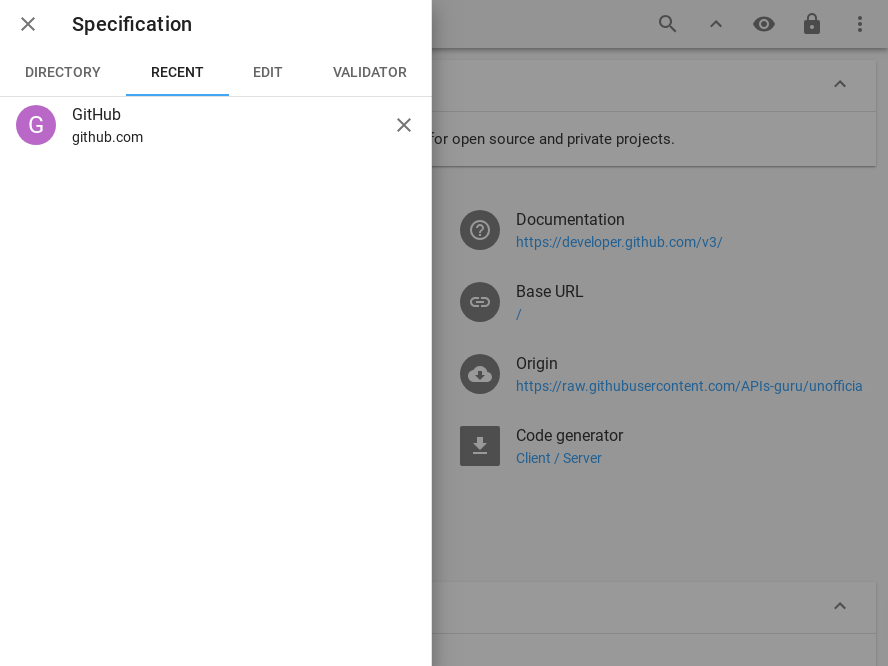 Specification
DIRECTORY RECENT EDIT VALIDATOR
G GitHub
github.com
for open source and private projects.
Documentation
https://developer.github.com/v3/
Base URL
/
Origin
https://raw.githubusercontent.com/APIs-guru/unofficia
Code generator
Client / Server